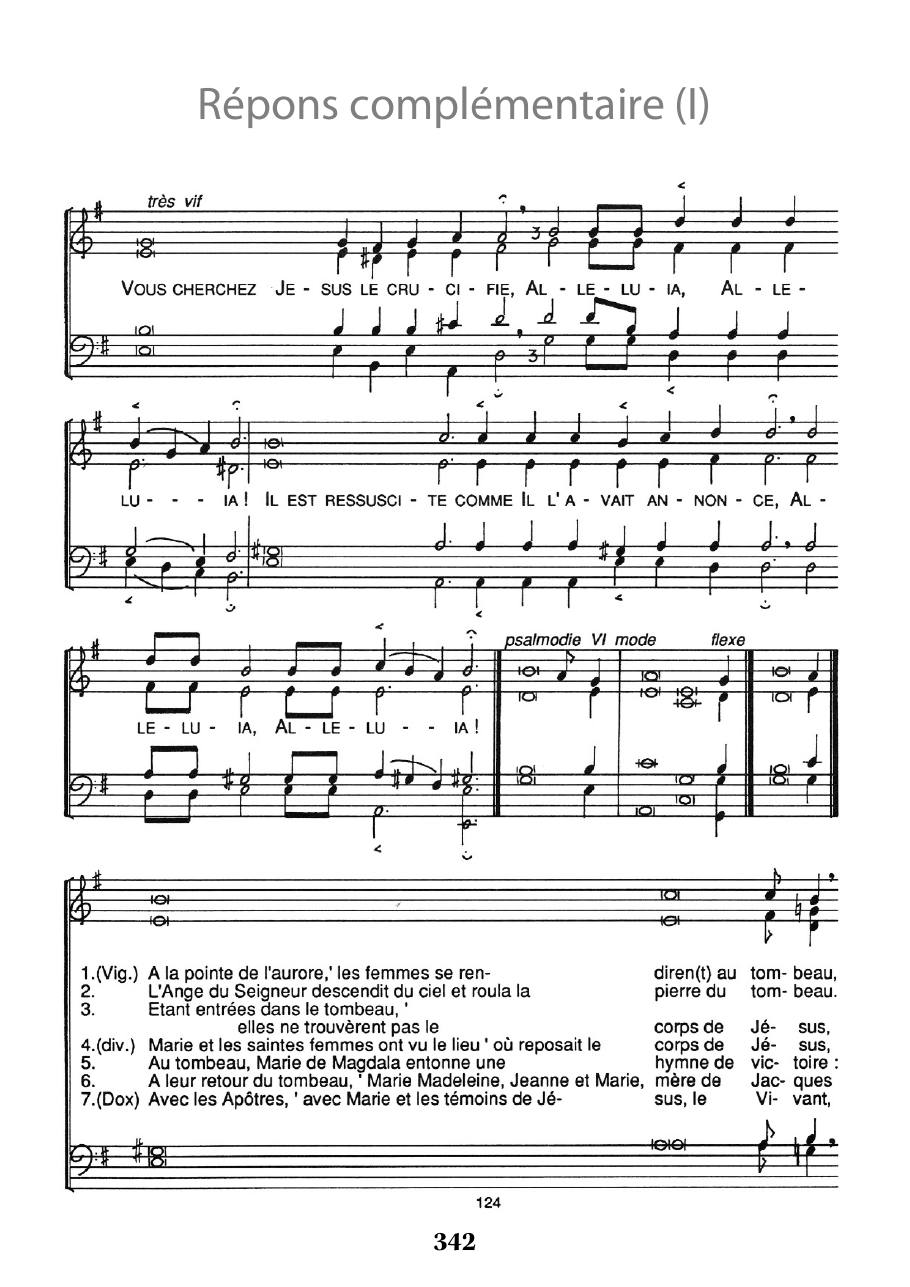 Répons complémentaire (I)
très vif
3
VOUS CHERCHEZ JE - SUS LE CRU - CI - FIE, AL - LE - LU - IA, AL - LE -
3
LU - - - IA ! IL EST RESSUSCI - TE COMME IL L' A - VAIT AN - NON - CE, AL -
psalmodie VI mode flexe
LE - LU - IA, AL - LE - LU - - IA !
1.(Vig.) A la pointe de l'aurore,' les femmes se ren- diren(t) au tom- beau,
2. L'Ange du Seigneur descendit du ciel et roula la pierre du tom- beau.
3. Etant entrées dans le tombeau, '
elles ne trouvèrent pas le corps de Jé- sus,
4.(div.) Marie et les saintes femmes ont vu le lieu ' où reposait le corps de Jé- sus,
5. Au tombeau, Marie de Magdala entonne une hymne de vic- toire :
6. A leur retour du tombeau, ' Marie Madeleine, Jeanne et Marie, mère de Jac- ques
7.(Dox) Avec les Apôtres, ' avec Marie et les témoins de Jé- sus, le Vi- vant,
124
342